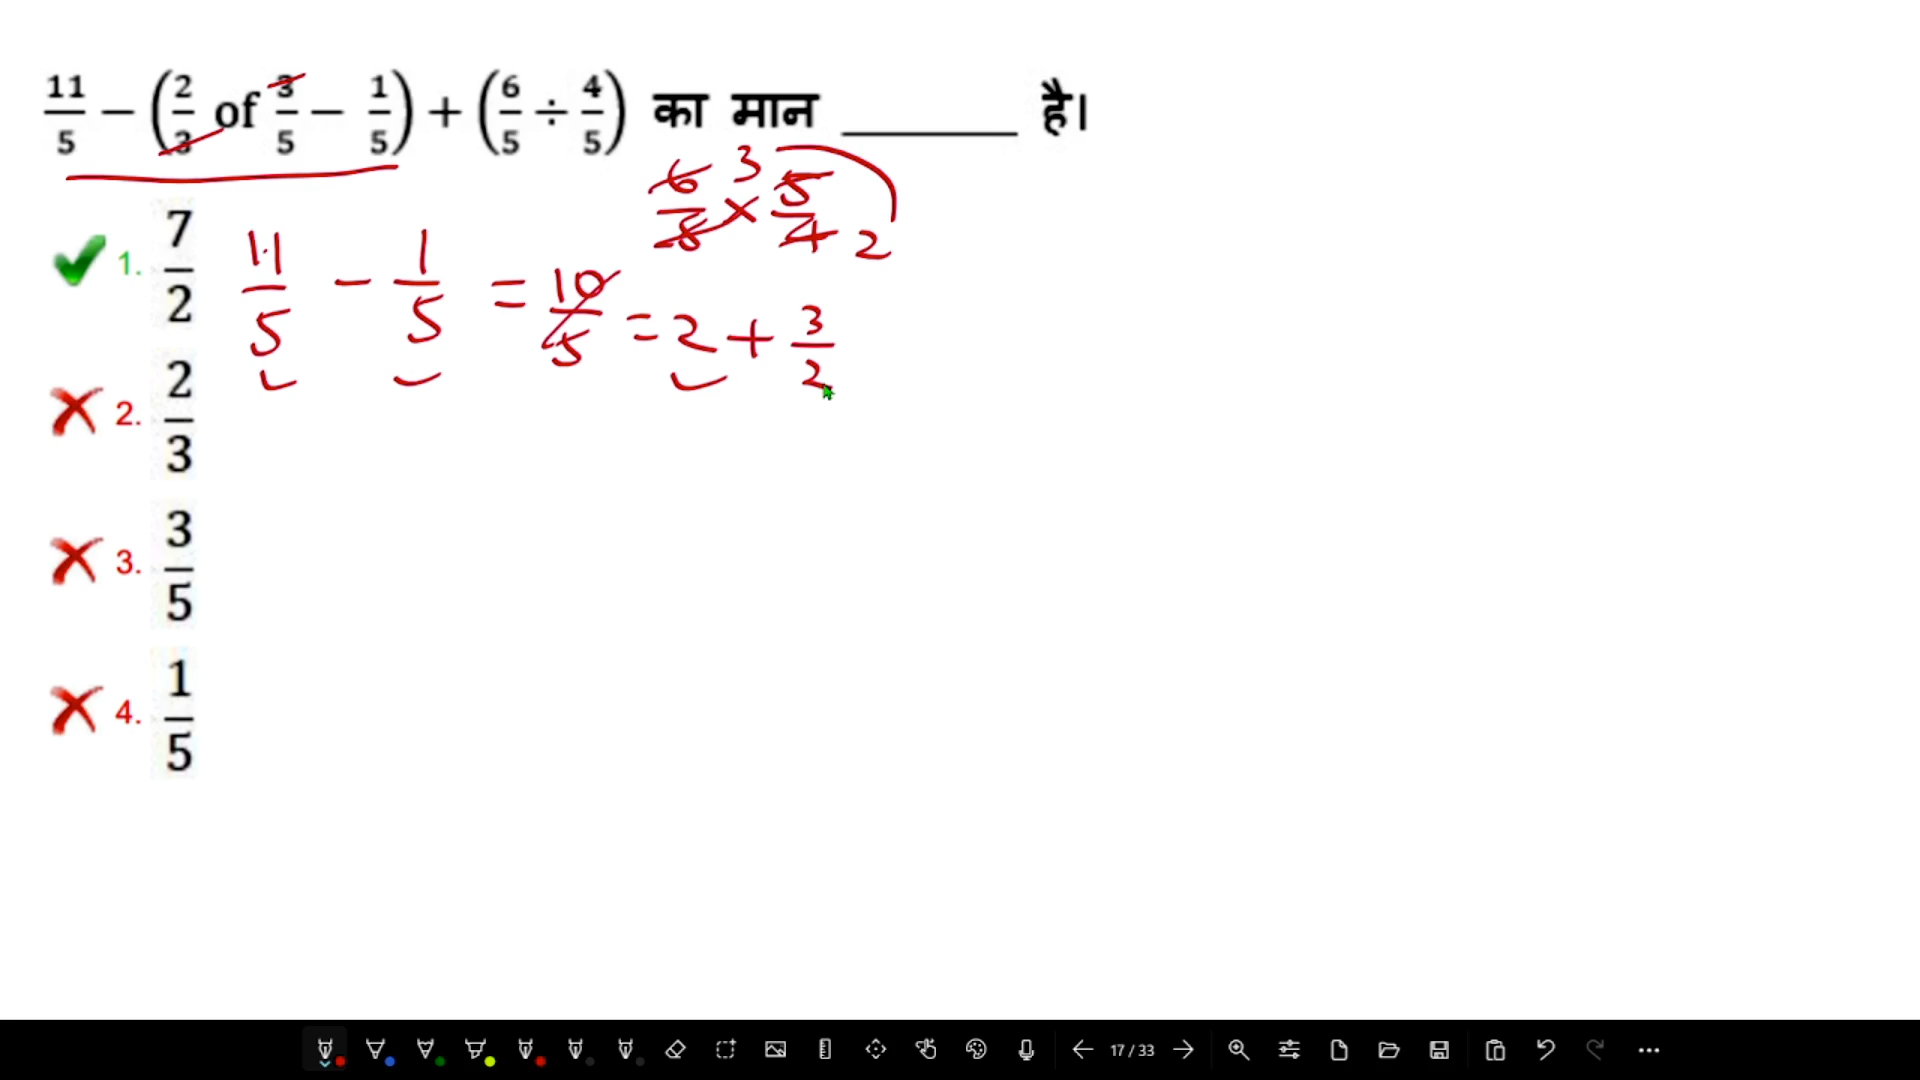 11/5 − (2/3 of 3/5 − 1/5) + (6/5 ÷ 4/5) का मान ________ है।
6/5 × 5/4 3 2
1. 7/2
11/5 − 1/5 = 10/5 = 2 + 3/2
2. 2/3
3. 3/5
4. 1/5
17 / 33